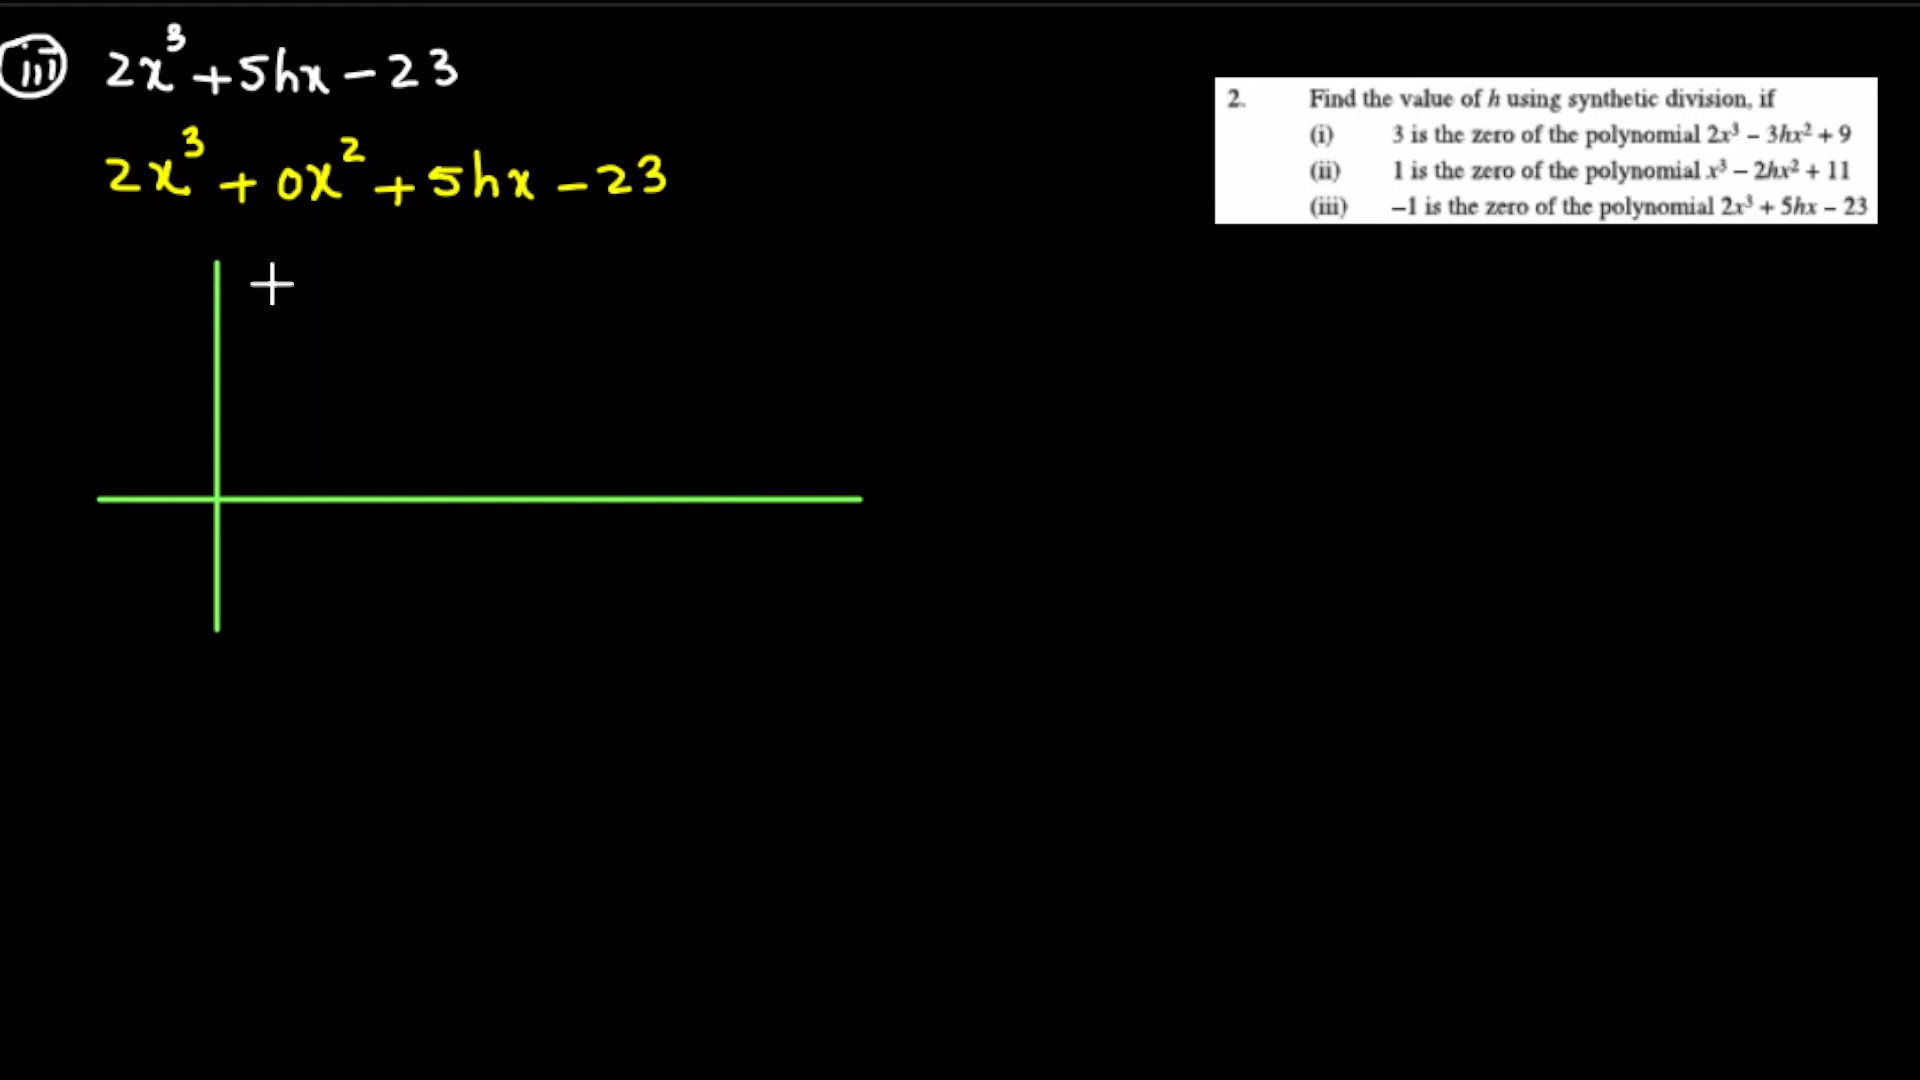 (iii) 2x³ + 5hx - 23
2x³ + 0x² + 5hx - 23
2. Find the value of h using synthetic division, if
(i) 3 is the zero of the polynomial 2x³ – 3hx² + 9
(ii) 1 is the zero of the polynomial x³ – 2hx² + 11
(iii) –1 is the zero of the polynomial 2x³ + 5hx – 23